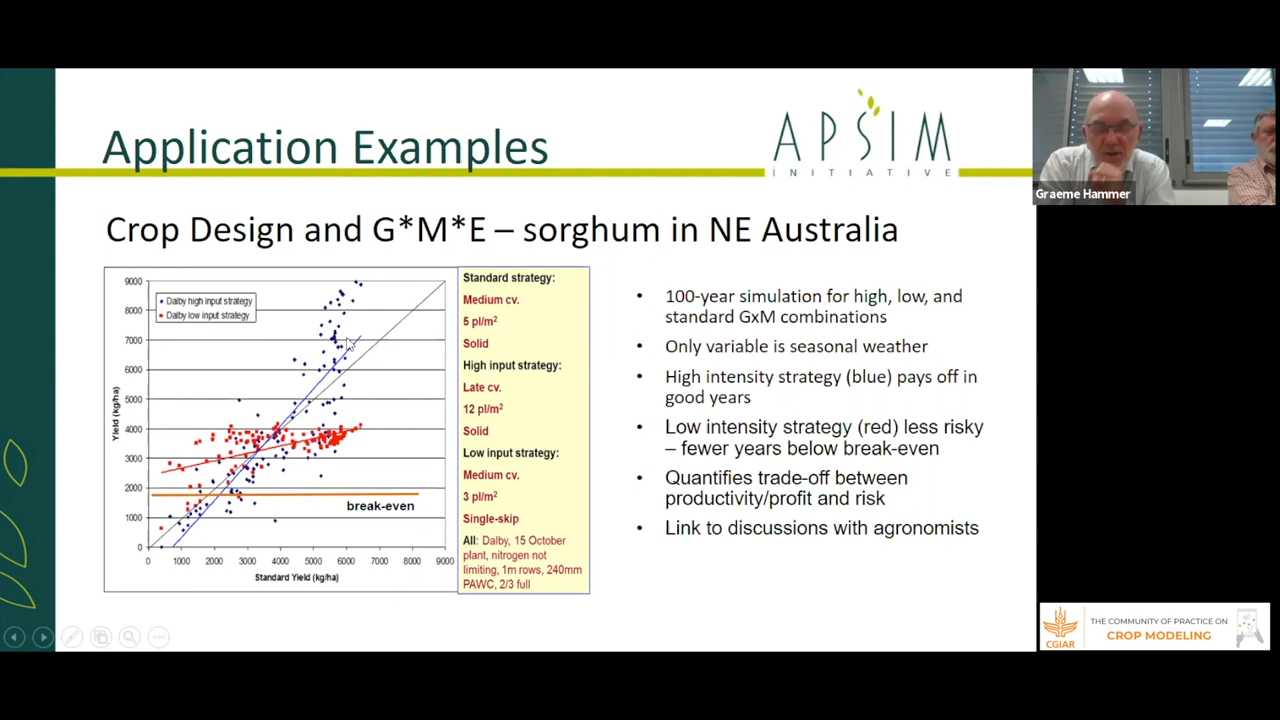 Application Examples
APSIM
INITIATIVE
Graeme Hammer
Crop Design and G*M*E – sorghum in NE Australia
9000
8000
7000
6000
5000
4000
3000
2000
1000
0
Yield (kg/ha)
Dalby high input strategy
Dalby low input strategy
break-even
0 1000 2000 3000 4000 5000 6000 7000 8000 9000
Standard Yield (kg/ha)
Standard strategy:
Medium cv.
5 pl/m²
Solid
High input strategy:
Late cv.
12 pl/m²
Solid
Low input strategy:
Medium cv.
3 pl/m²
Single-skip
All: Dalby, 15 October
plant, nitrogen not
limiting, 1m rows, 240mm
PAWC, 2/3 full
• 100-year simulation for high, low, and
standard GxM combinations
• Only variable is seasonal weather
• High intensity strategy (blue) pays off in
good years
• Low intensity strategy (red) less risky
– fewer years below break-even
• Quantifies trade-off between
productivity/profit and risk
• Link to discussions with agronomists
CGIAR
THE COMMUNITY OF PRACTICE ON
CROP MODELING